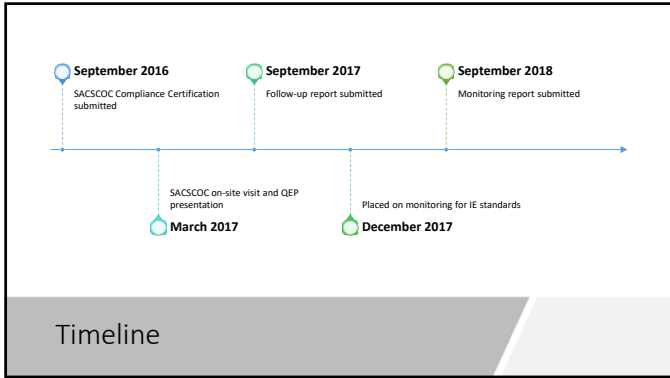 September 2016
SACSCOC Compliance Certification
submitted
September 2017
Follow-up report submitted
September 2018
Monitoring report submitted
SACSCOC on-site visit and QEP
presentation
March 2017
Placed on monitoring for IE standards
December 2017
Timeline